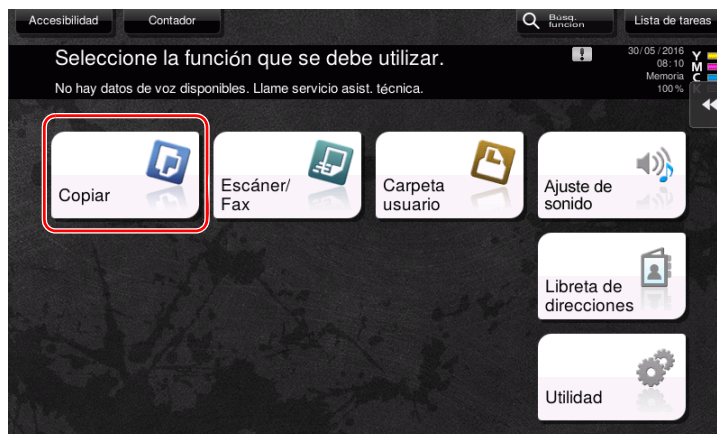 Accesibilidad
Contador
Búsq.
función
Lista de tareas
Seleccione la función que se debe utilizar.
No hay datos de voz disponibles. Llame servicio asist. técnica.
30/05/2016
08:10
Memoria
100 %
Y
M
C
K
Copiar
Escáner/
Fax
Carpeta
usuario
Ajuste de
sonido
Libreta de
direcciones
Utilidad